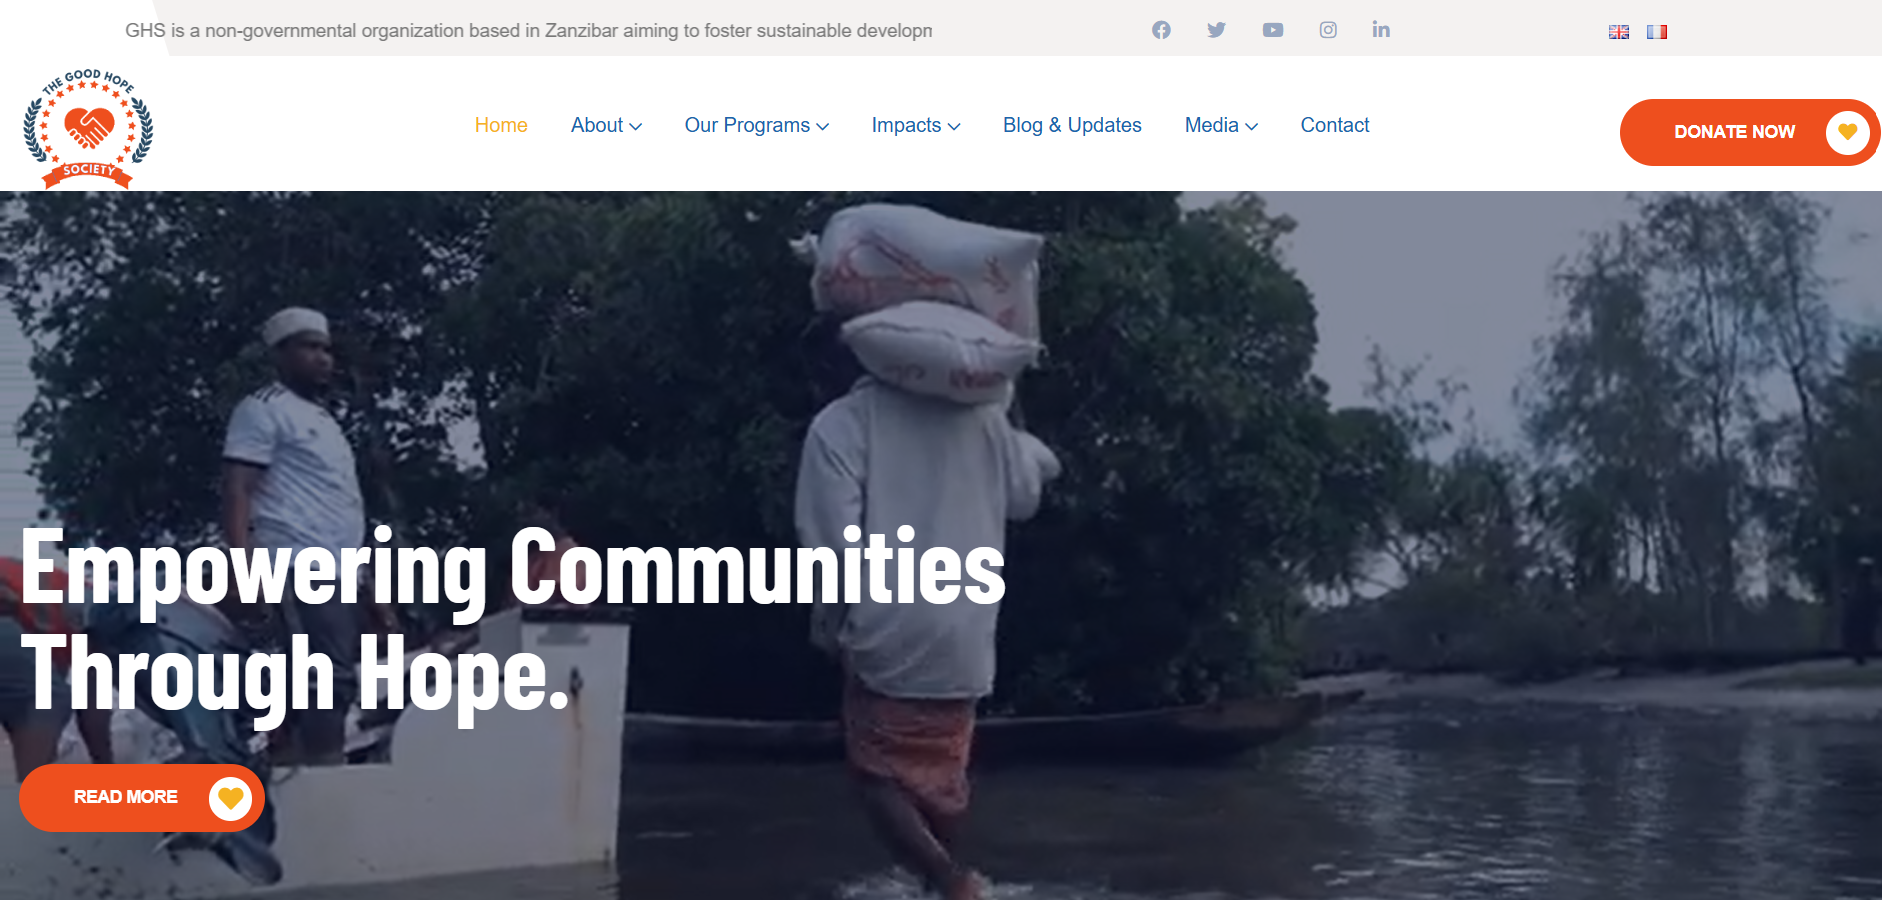 GHS is a non-governmental organization based in Zanzibar aiming to foster sustainable developm
THE GOOD HOPE
SOCIETY
Home
About
Our Programs
Impacts
Blog & Updates
Media
Contact
DONATE NOW
Empowering Communities
Through Hope.
READ MORE